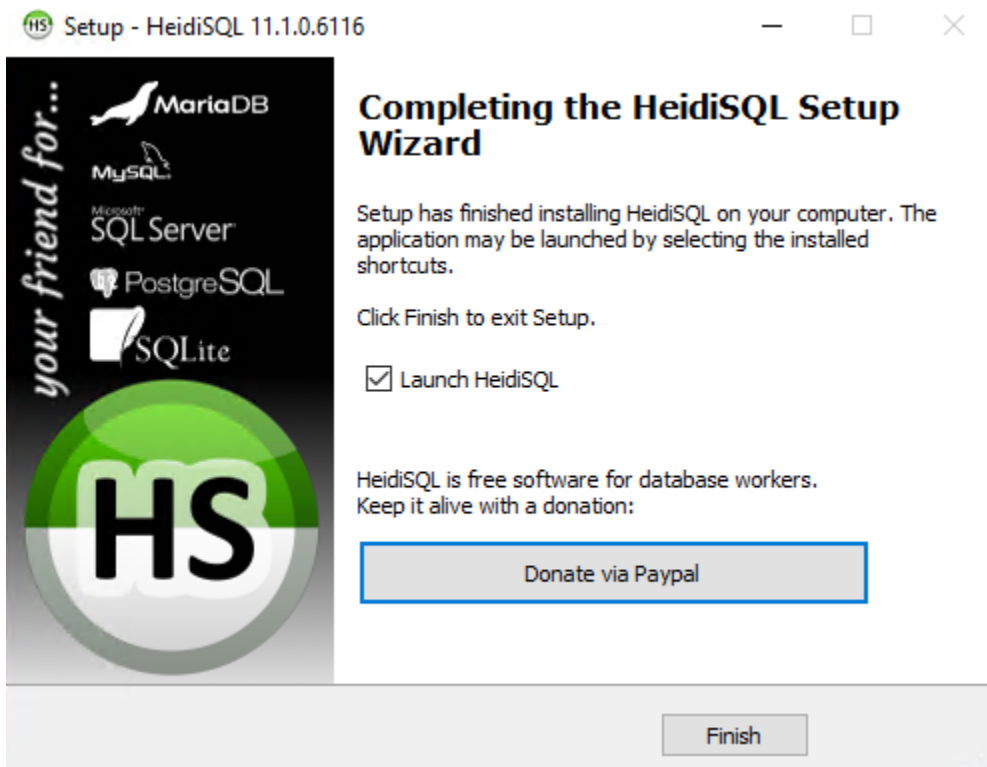 HS Setup - HeidiSQL 11.1.0.6116
your friend for...
MariaDB
MySQL
Microsoft
SQL Server
PostgreSQL
SQLite
HS
Completing the HeidiSQL Setup
Wizard
Setup has finished installing HeidiSQL on your computer. The
application may be launched by selecting the installed
shortcuts.
Click Finish to exit Setup.
Launch HeidiSQL
HeidiSQL is free software for database workers.
Keep it alive with a donation:
Donate via Paypal
Finish